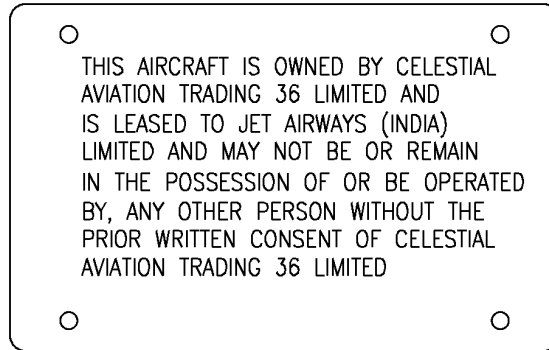 THIS AIRCRAFT IS OWNED BY CELESTIAL
AVIATION TRADING 36 LIMITED AND
IS LEASED TO JET AIRWAYS (INDIA)
LIMITED AND MAY NOT BE OR REMAIN
IN THE POSSESSION OF OR BE OPERATED
BY, ANY OTHER PERSON WITHOUT THE
PRIOR WRITTEN CONSENT OF CELESTIAL
AVIATION TRADING 36 LIMITED